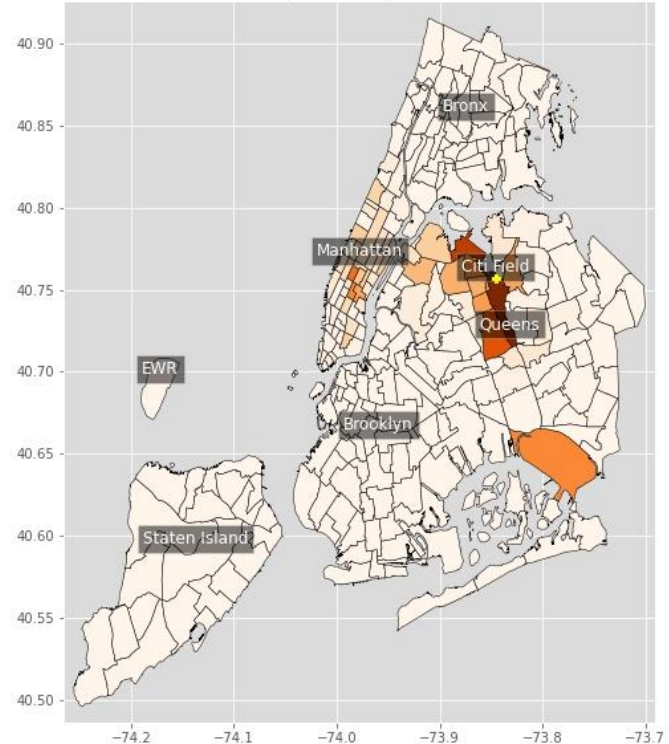 40.90
Bronx
40.85
40.80
Manhattan
Citi Field
40.75
Queens
40.70
EWR
Brooklyn
40.65
40.60
Staten Island
40.55
40.50
−74.2 −74.1 −74.0 −73.9 −73.8 −73.7